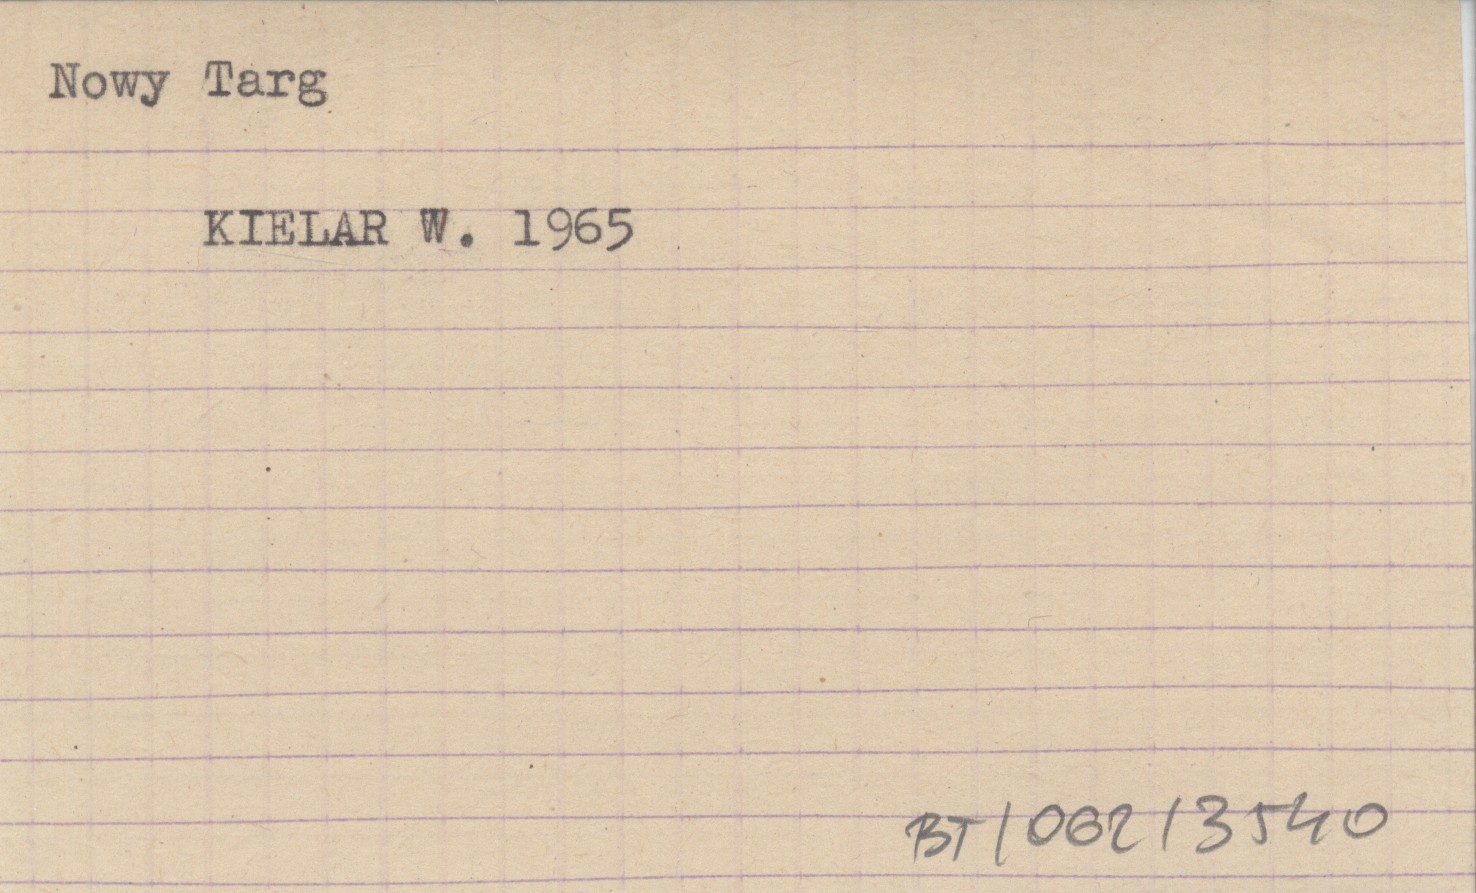 Nowy Targ
KIELAR W. 1965
BT/062/3540